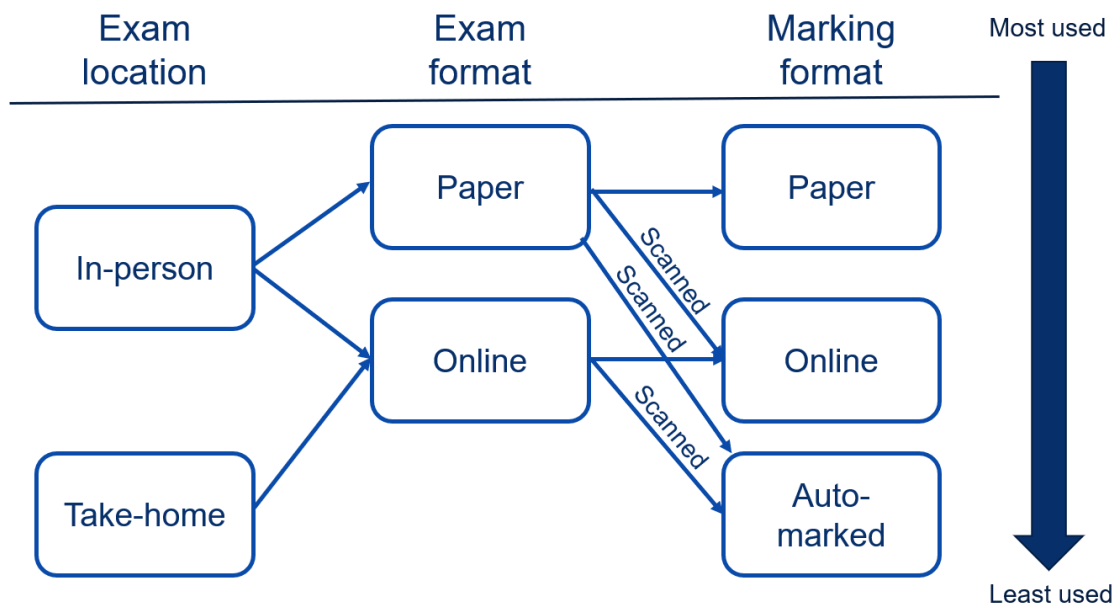 Exam
location
Exam
format
Marking
format
Most used
Paper
Paper
In-person
Scanned
Scanned
Online
Online
Scanned
Take-home
Auto-
marked
Least used